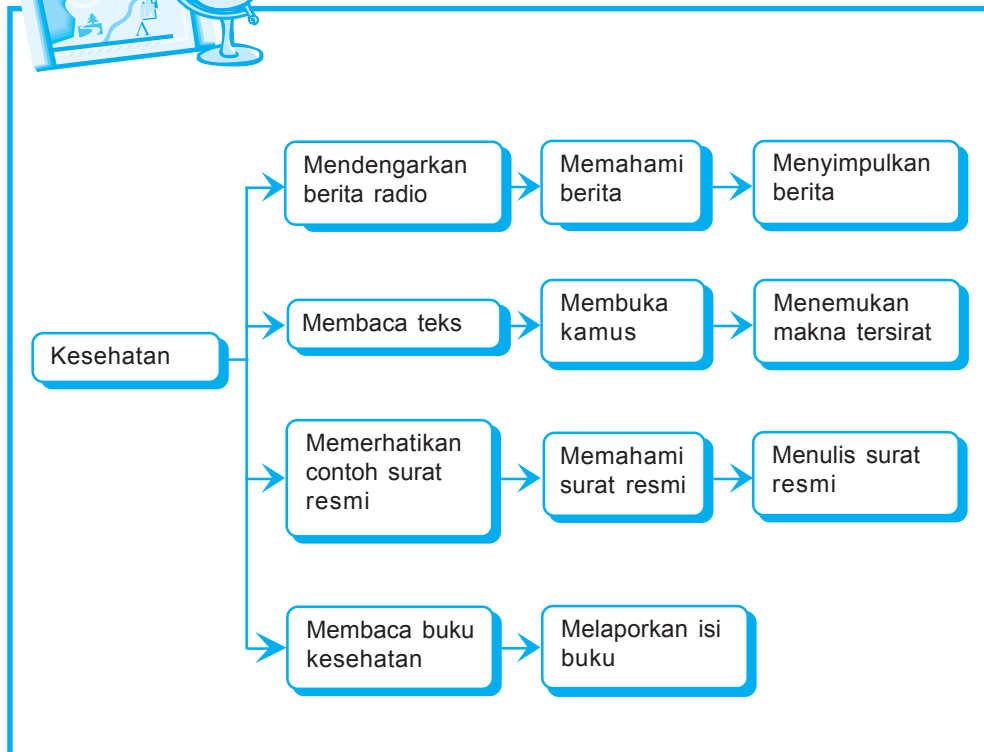 Mendengarkan
berita radio
Memahami
berita
Menyimpulkan
berita
Membaca teks
Membuka
kamus
Menemukan
makna tersirat
Kesehatan
Memerhatikan
contoh surat
resmi
Memahami
surat resmi
Menulis surat
resmi
Membaca buku
kesehatan
Melaporkan isi
buku